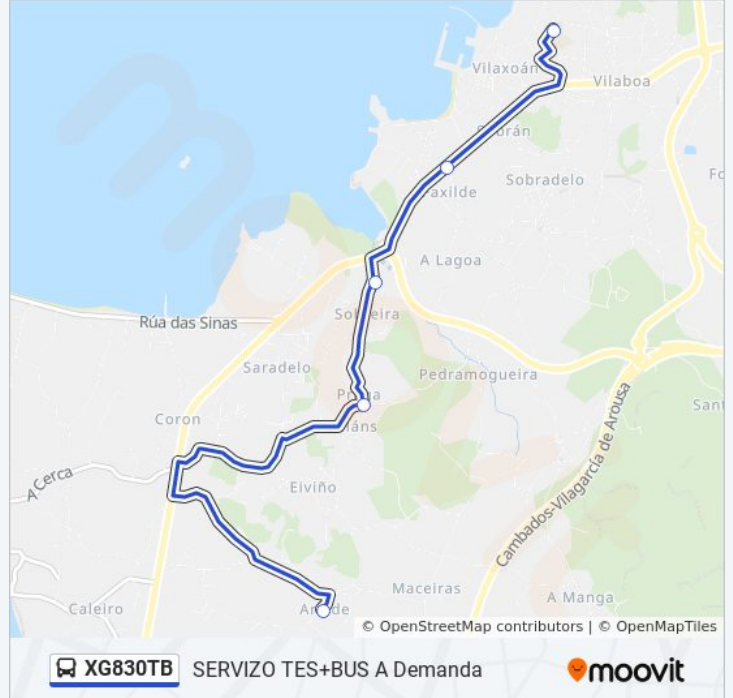 Vilaxoán
Vilaboa
Sobradelo
A Lagoa
Rúa das Sinas
Saradelo
Pedramogueira
Coron
A Cerca
Eiviño
Cambados-Vilagarcía de Arousa
Maceiras
Caleiro
A Manga
© OpenStreetMap contributors | © OpenMapTiles
XG830TB SERVIZO TES+BUS A Demanda
moovit